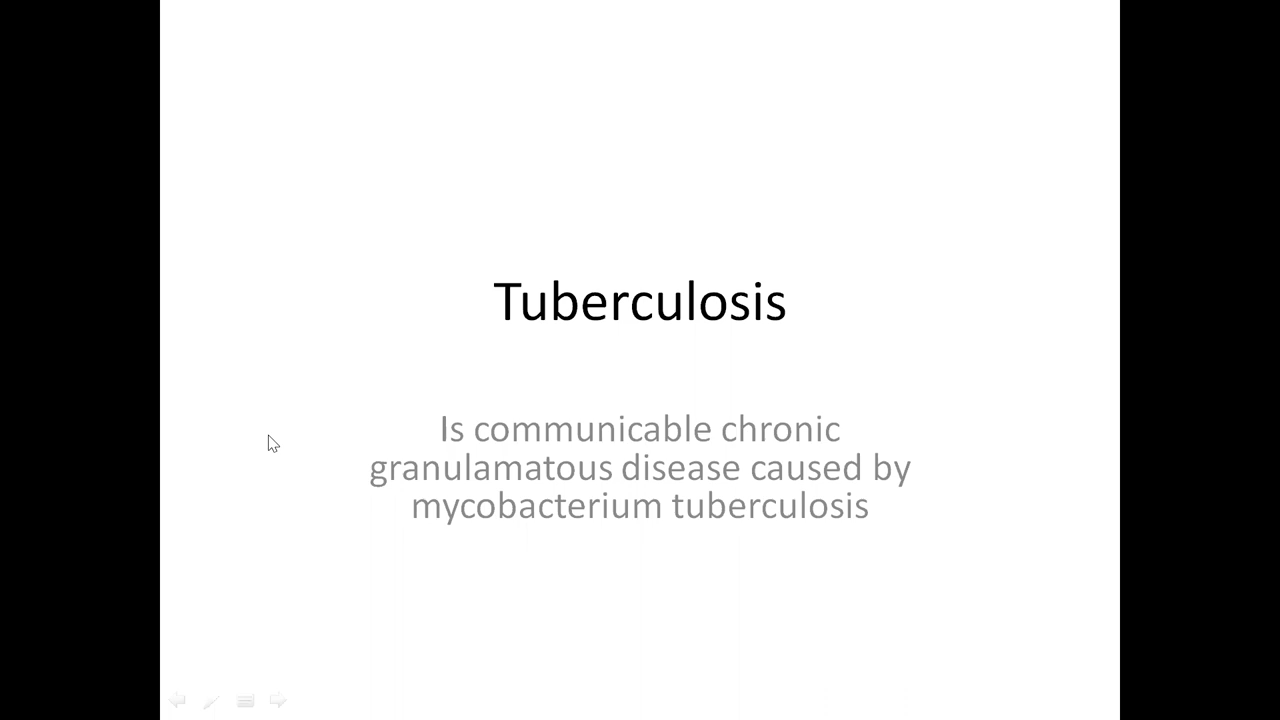 Tuberculosis
Is communicable chronic
granulamatous disease caused by
mycobacterium tuberculosis